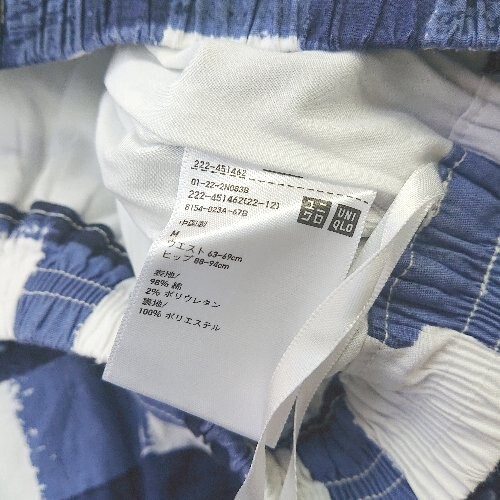 222-451462
01-22-2N083B
222-451462(22-12)
8154-023A-67B
ユニクロ
UNIQLO
中国製
M
ウエスト 63-69cm
ヒップ 88-94cm
表地/
98% 綿
2% ポリウレタン
裏地/
100% ポリエステル